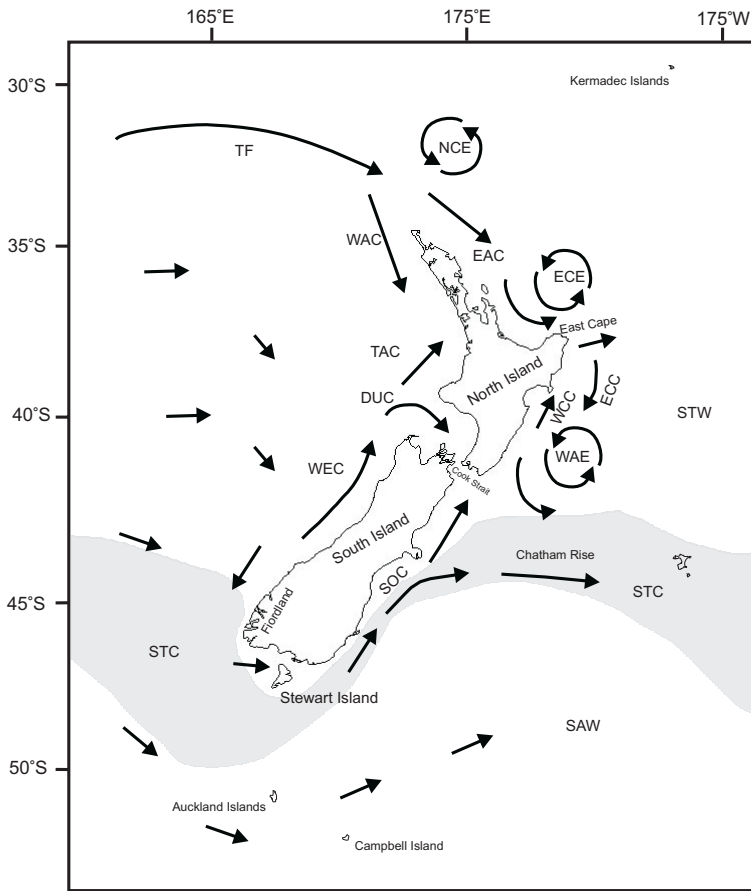 165°E 175°E 175°W
30°S
Kermadec Islands
TF
NCE
WAC
35°S
EAC
ECE
East Cape
TAC
North Island
DUC
ECC
WCC
40°S
STW
WAE
WEC
Cook Strait
South Island
Chatham Rise
SOC
STC
45°S
Fiordland
STC
Stewart Island
SAW
50°S
Auckland Islands
Campbell Island